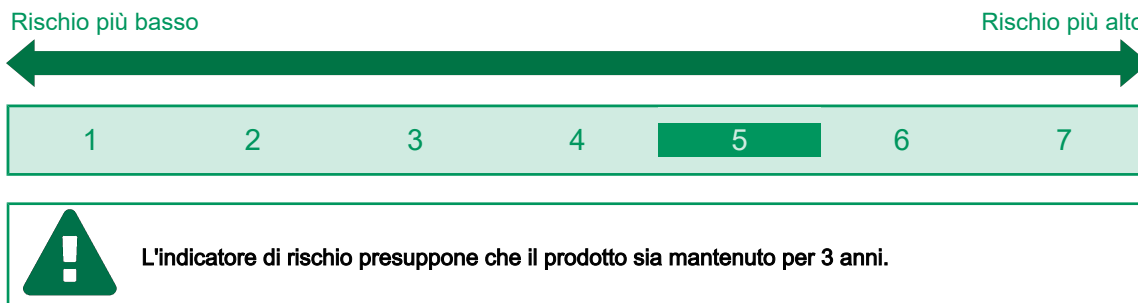 Rischio più basso Rischio più alto
1 2 3 4 5 6 7
L'indicatore di rischio presuppone che il prodotto sia mantenuto per 3 anni.